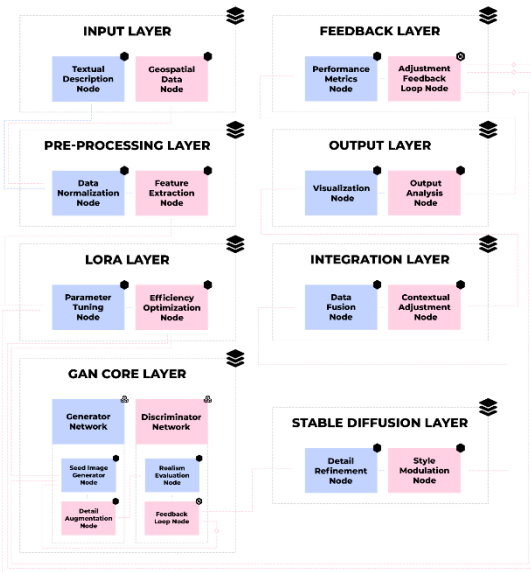 INPUT LAYER
Textual
Description
Node
Geospatial
Data
Node
PRE-PROCESSING LAYER
Data
Normalization
Node
Feature
Extraction
Node
LORA LAYER
Parameter
Tuning
Node
Efficiency
Optimization
Node
GAN CORE LAYER
Generator
Network
Discriminator
Network
Seed Image
Generator
Node
Realism
Evaluation
Node
Detail
Augmentation
Node
Feedback
Loop Node
FEEDBACK LAYER
Performance
Metrics
Node
Adjustment
Feedback
Loop Node
OUTPUT LAYER
Visualization
Node
Output
Analysis
Node
INTEGRATION LAYER
Data
Fusion
Node
Contextual
Adjustment
Node
STABLE DIFFUSION LAYER
Detail
Refinement
Node
Style
Modulation
Node